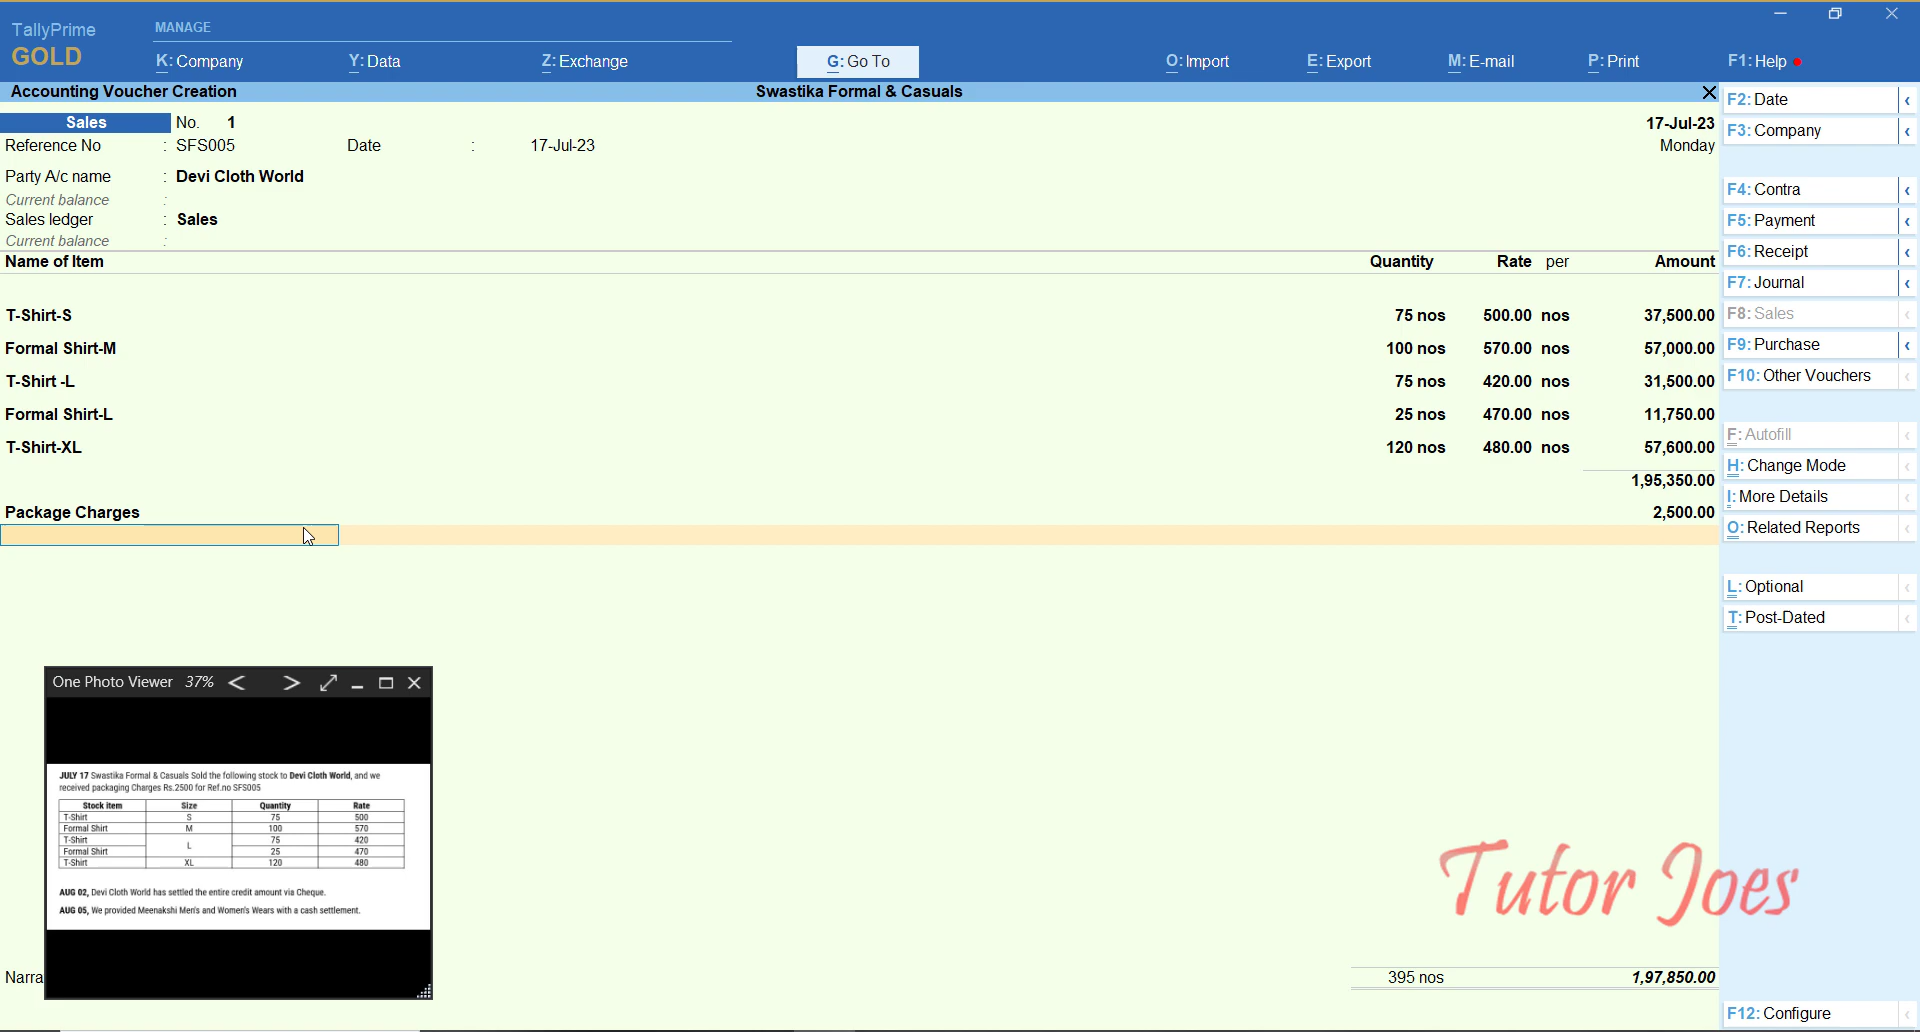 TallyPrime
GOLD
MANAGE
K: Company
Y: Data
Z: Exchange
G: Go To
O: Import
E: Export
M: E-mail
P: Print
F1: Help
Accounting Voucher Creation
Swastika Formal & Casuals
Sales No. 1
17-Jul-23
Reference No : SFS005 Date : 17-Jul-23
Monday
Party A/c name : Devi Cloth World
Current balance :
Sales ledger : Sales
Current balance :
Name of Item Quantity Rate per Amount
T-Shirt-S 75 nos 500.00 nos 37,500.00
Formal Shirt-M 100 nos 570.00 nos 57,000.00
T-Shirt -L 75 nos 420.00 nos 31,500.00
Formal Shirt-L 25 nos 470.00 nos 11,750.00
T-Shirt-XL 120 nos 480.00 nos 57,600.00
1,95,350.00
Package Charges 2,500.00
One Photo Viewer 37%
JULY 17 Swastika Formal & Casuals Sold the following stock to Devi Cloth World, and we
received packaging Charges Rs.2500 for Ref.no SFS005
Stock item Size Quantity Rate
T-Shirt S 75 500
Formal Shirt M 100 570
T-Shirt L 75 420
Formal Shirt 25 470
T-Shirt XL 120 480
AUG 02, Devi Cloth World has settled the entire credit amount via Cheque.
AUG 05, We provided Meenakshi Men's and Women's Wears with a cash settlement.
Narra
395 nos 1,97,850.00
Tutor Joes
F2: Date
F3: Company
F4: Contra
F5: Payment
F6: Receipt
F7: Journal
F8: Sales
F9: Purchase
F10: Other Vouchers
F: Autofill
H: Change Mode
I: More Details
O: Related Reports
L: Optional
T: Post-Dated
F12: Configure